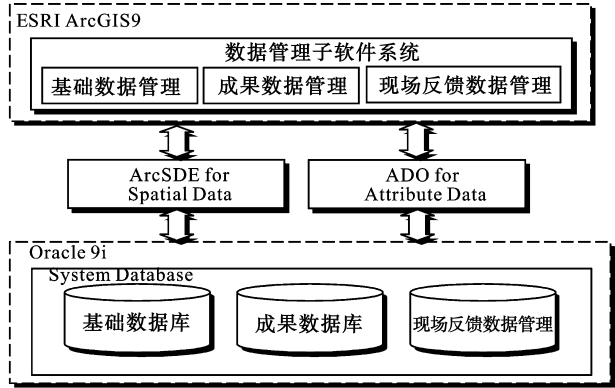 ESRI ArcGIS9
数据管理子软件系统
基础数据管理
成果数据管理
现场反馈数据管理
ArcSDE for
Spatial Data
ADO for
Attribute Data
Oracle 9i
System Database
基础数据库
成果数据库
现场反馈数据管理